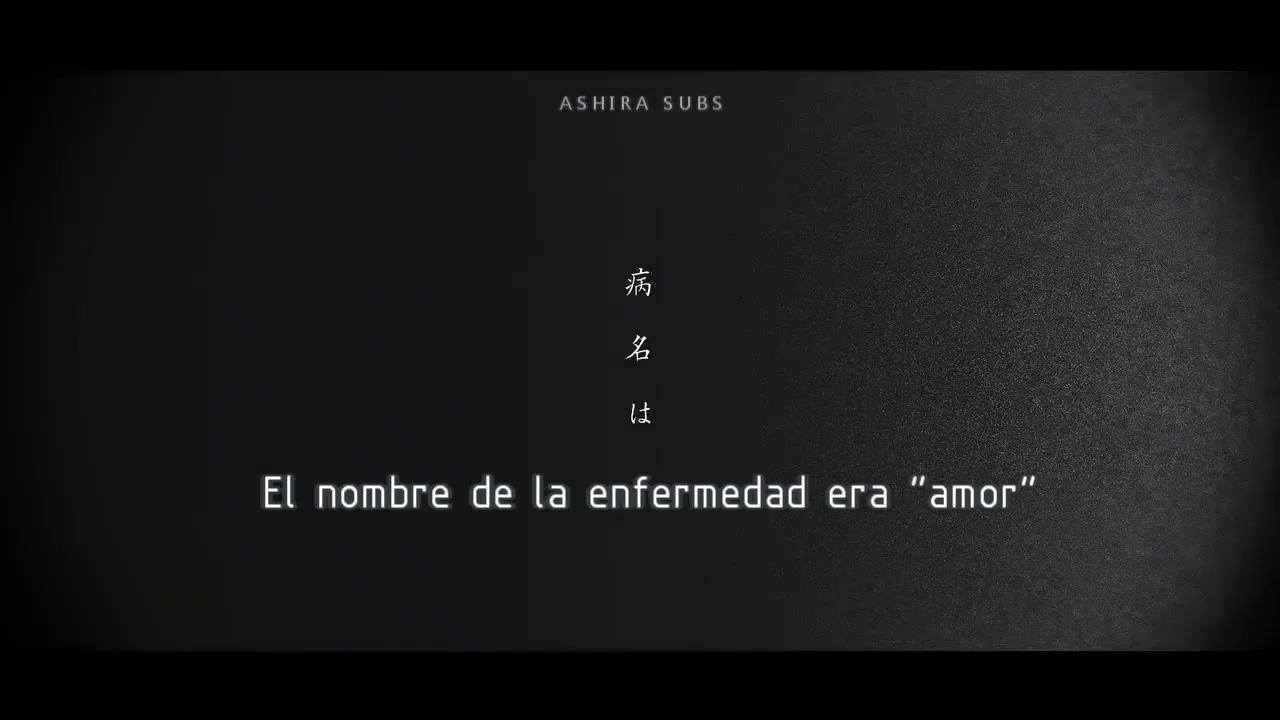 ASHIRA SUBS
病名は
El nombre de la enfermedad era “amor”